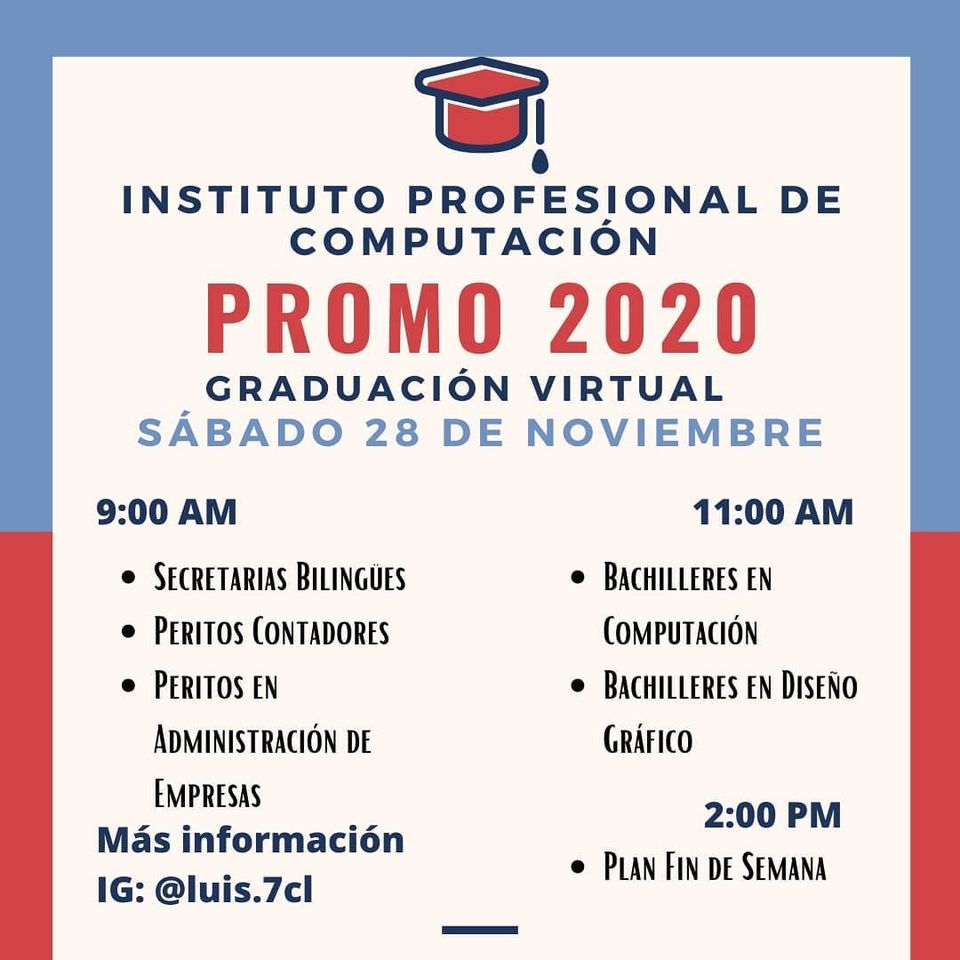 INSTITUTO PROFESIONAL DE
COMPUTACIÓN
PROMO 2020
GRADUACIÓN VIRTUAL
SÁBADO 28 DE NOVIEMBRE
9:00 AM
• SECRETARIAS BILINGÜES
• PERITOS CONTADORES
• PERITOS EN
ADMINISTRACIÓN DE
EMPRESAS
Más información
IG: @luis.7cl
11:00 AM
• BACHILLERES EN
COMPUTACIÓN
• BACHILLERES EN DISEÑO
GRÁFICO
2:00 PM
• PLAN FIN DE SEMANA